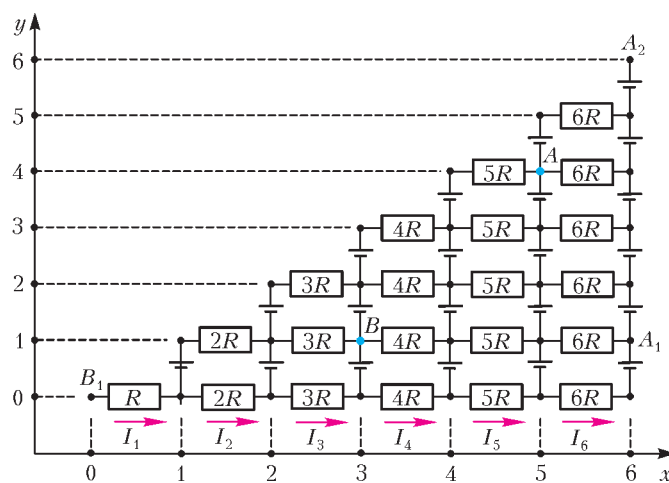 y
6 A₂
5 6R
A
4 5R 6R
3 4R 5R 6R
2 3R 4R 5R 6R
B
1 2R 3R 4R 5R 6R A₁
B₁
0 R 2R 3R 4R 5R 6R
I₁ I₂ I₃ I₄ I₅ I₆
0 1 2 3 4 5 6 x